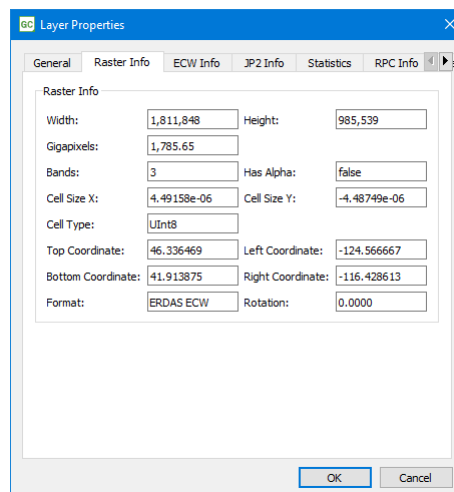 GC Layer Properties
General Raster Info ECW Info JP2 Info Statistics RPC Info
Raster Info
Width: 1,811,848 Height: 985,539
Gigapixels: 1,785.65
Bands: 3 Has Alpha: false
Cell Size X: 4.49158e-06 Cell Size Y: -4.48749e-06
Cell Type: UInt8
Top Coordinate: 46.336469 Left Coordinate: -124.566667
Bottom Coordinate: 41.913875 Right Coordinate: -116.428613
Format: ERDAS ECW Rotation: 0.0000
OK Cancel